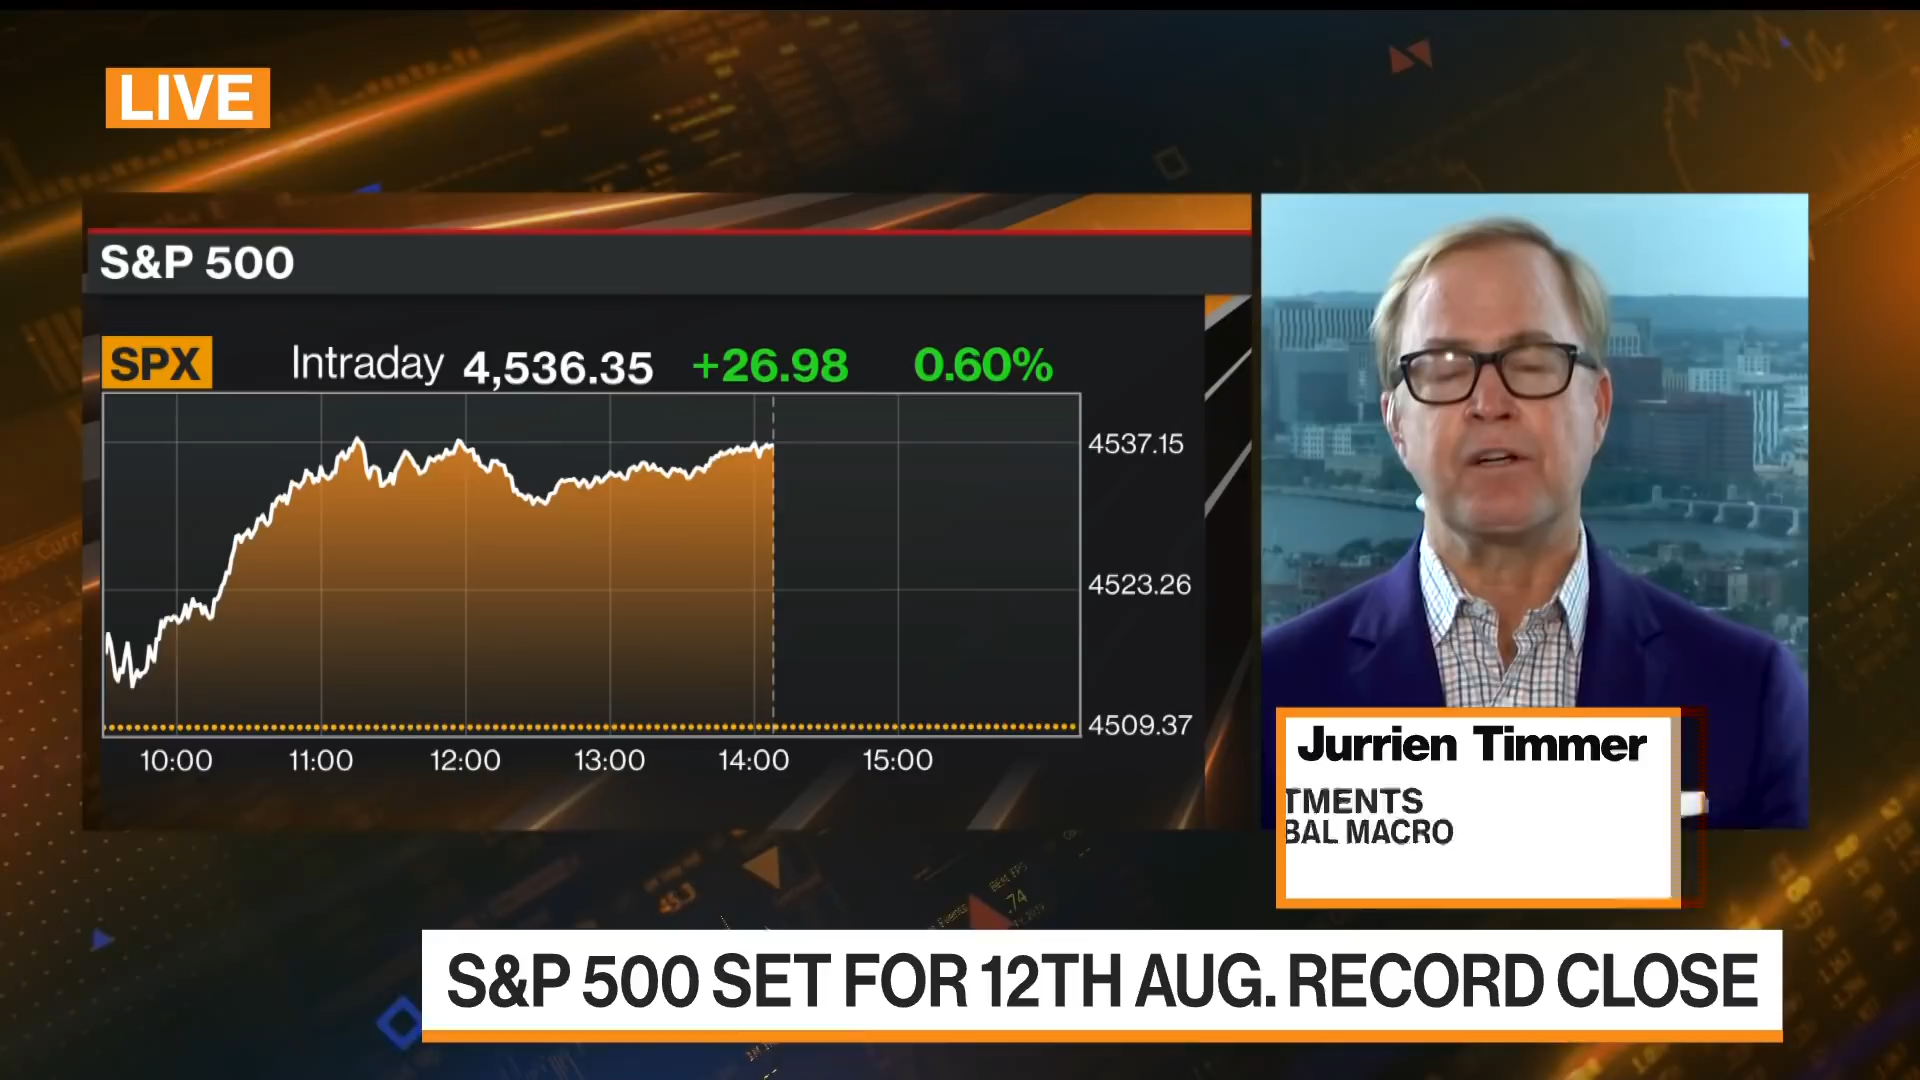 LIVE
S&P 500
SPX Intraday 4,536.35 +26.98 0.60%
4537.15
4523.26
4509.37
10:00 11:00 12:00 13:00 14:00 15:00
Jurrien Timmer
TMENTS
BAL MACRO
S&P 500 SET FOR 12TH AUG. RECORD CLOSE